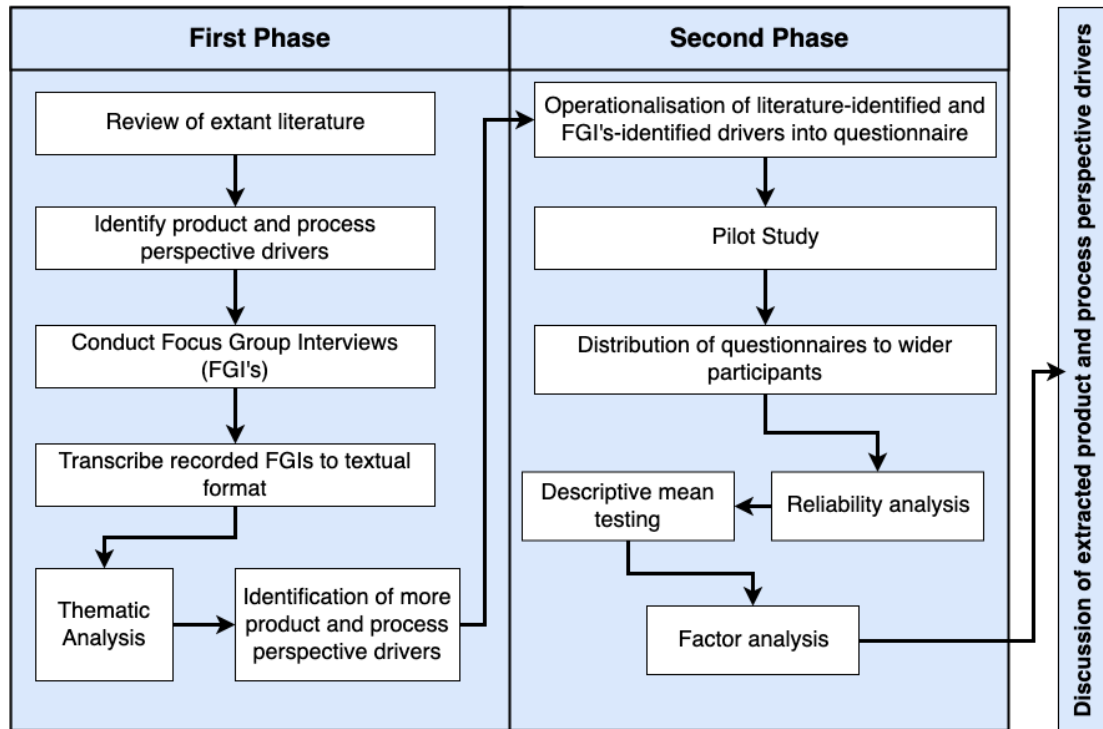 First Phase
Review of extant literature
Identify product and process
perspective drivers
Conduct Focus Group Interviews
(FGI's)
Transcribe recorded FGIs to textual
format
Thematic
Analysis
Identification of more
product and process
perspective drivers
Second Phase
Operationalisation of literature-identified and
FGI's-identified drivers into questionnaire
Pilot Study
Distribution of questionnaires to wider
participants
Reliability analysis
Descriptive mean
testing
Factor analysis
Discussion of extracted product and process perspective drivers